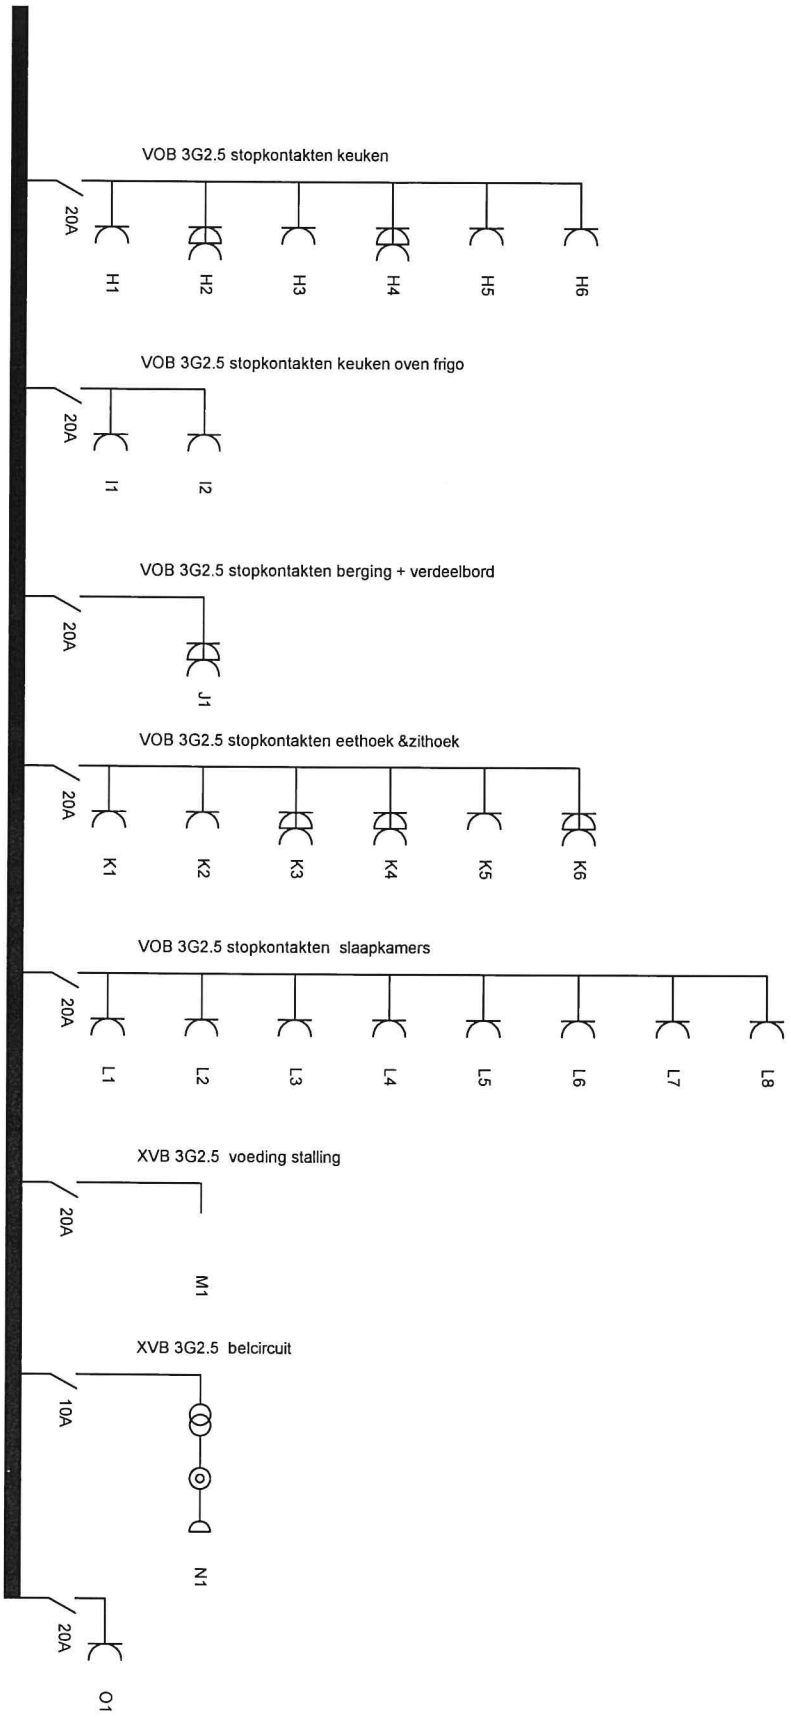 VOB 3G2.5 stopkontakten keuken
20A
H1 H2 H3 H4 H5 H6
VOB 3G2.5 stopkontakten keuken oven frigo
20A
I1 I2
VOB 3G2.5 stopkontakten berging + verdeelbord
20A
J1
VOB 3G2.5 stopkontakten eethoek &zithoek
20A
K1 K2 K3 K4 K5 K6
VOB 3G2.5 stopkontakten slaapkamers
20A
L1 L2 L3 L4 L5 L6 L7 L8
XVB 3G2.5 voeding stalling
20A
M1
XVB 3G2.5 belcircuit
10A
N1
20A
O1